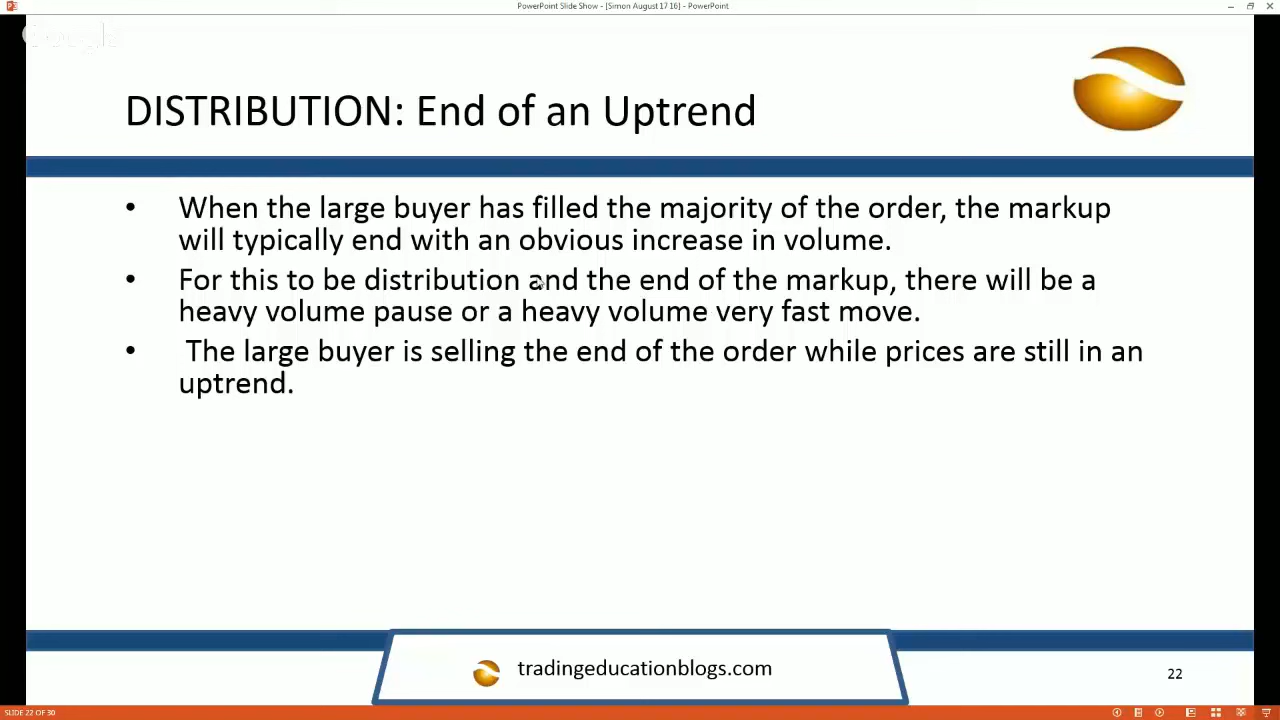 PowerPoint Slide Show - [Simon August 17 16] - PowerPoint
Google
DISTRIBUTION: End of an Uptrend
• When the large buyer has filled the majority of the order, the markup
will typically end with an obvious increase in volume.
• For this to be distribution and the end of the markup, there will be a
heavy volume pause or a heavy volume very fast move.
• The large buyer is selling the end of the order while prices are still in an
uptrend.
tradingeducationblogs.com
22
SLIDE 22 OF 30